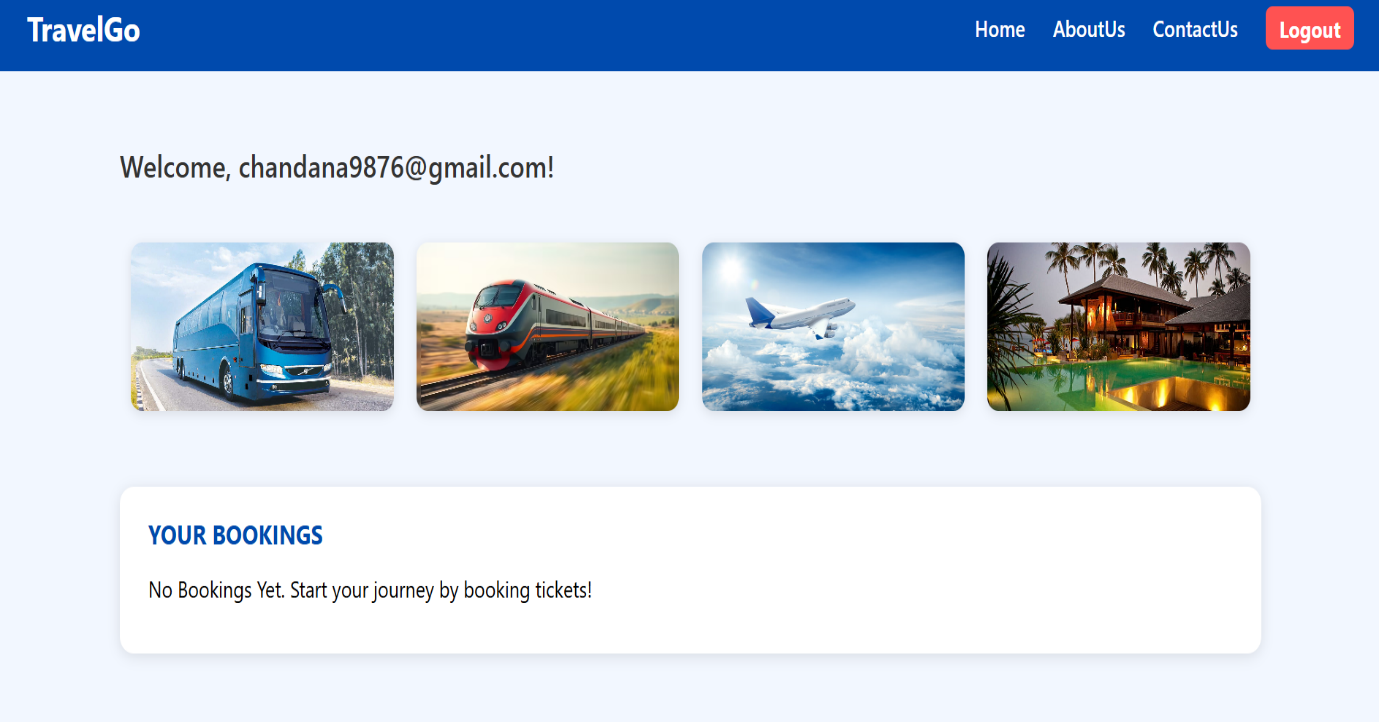 TravelGo
Home AboutUs ContactUs Logout
Welcome, chandana9876@gmail.com!
YOUR BOOKINGS
No Bookings Yet. Start your journey by booking tickets!